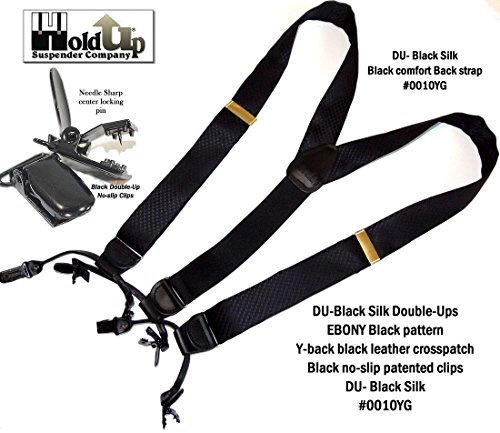 HoldUp®
Suspender Company
Needle Sharp
center locking
pin
Black Double-Up
No-slip Clips
DU- Black Silk
Black comfort Back strap
#0010YG
DU-Black Silk Double-Ups
EBONY Black pattern
Y-back black leather crosspatch
Black no-slip patented clips
DU- Black Silk
#0010YG